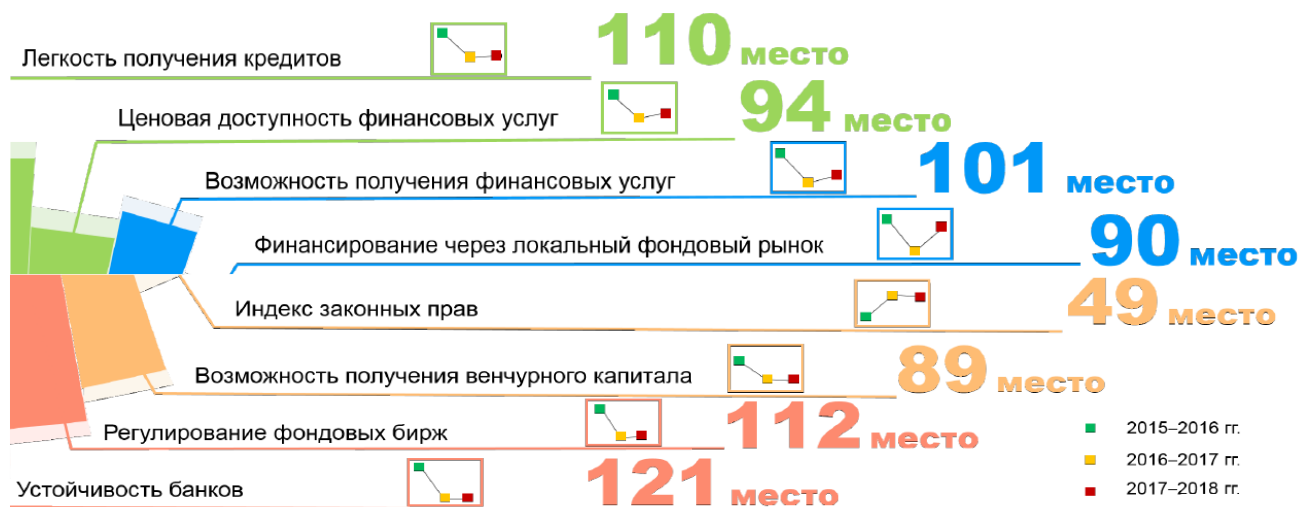 Легкость получения кредитов 110 место
Ценовая доступность финансовых услуг 94 место
Возможность получения финансовых услуг 101 место
Финансирование через локальный фондовый рынок 90 место
Индекс законных прав 49 место
Возможность получения венчурного капитала 89 место
Регулирование фондовых бирж 112 место
Устойчивость банков 121 место
2015–2016 гг.
2016–2017 гг.
2017–2018 гг.